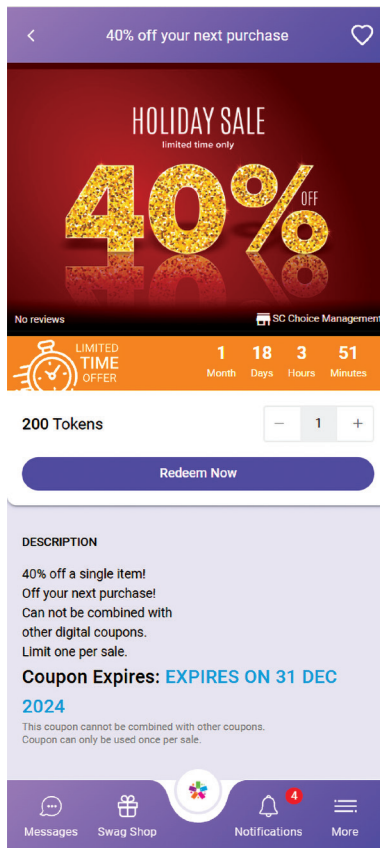 40% off your next purchase
HOLIDAY SALE
limited time only
40% OFF
No reviews
SC Choice Management
LIMITED
TIME
OFFER
1 18 3 51
Month Days Hours Minutes
200 Tokens
− 1 +
Redeem Now
DESCRIPTION
40% off a single item!
Off your next purchase!
Can not be combined with
other digital coupons.
Limit one per sale.
Coupon Expires: EXPIRES ON 31 DEC
2024
This coupon cannot be combined with other coupons.
Coupon can only be used once per sale.
4
Messages Swag Shop Notifications More